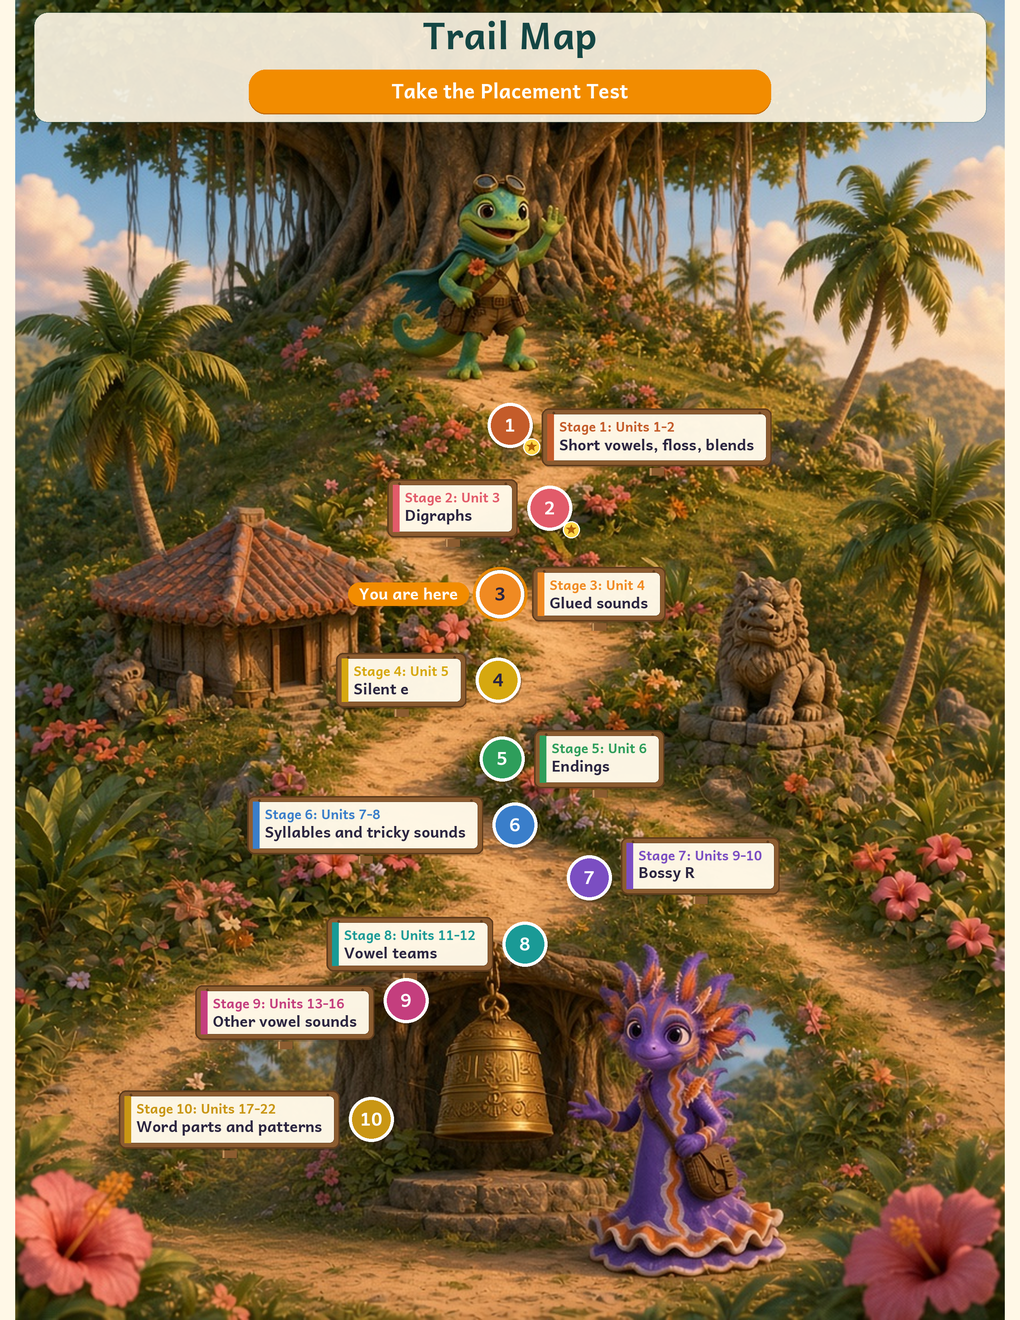 Trail Map
Take the Placement Test
1
Stage 1: Units 1-2
Short vowels, floss, blends
Stage 2: Unit 3
Digraphs
2
You are here
3
Stage 3: Unit 4
Glued sounds
Stage 4: Unit 5
Silent e
4
5
Stage 5: Unit 6
Endings
Stage 6: Units 7-8
Syllables and tricky sounds
6
7
Stage 7: Units 9-10
Bossy R
Stage 8: Units 11-12
Vowel teams
8
Stage 9: Units 13-16
Other vowel sounds
9
Stage 10: Units 17-22
Word parts and patterns
10